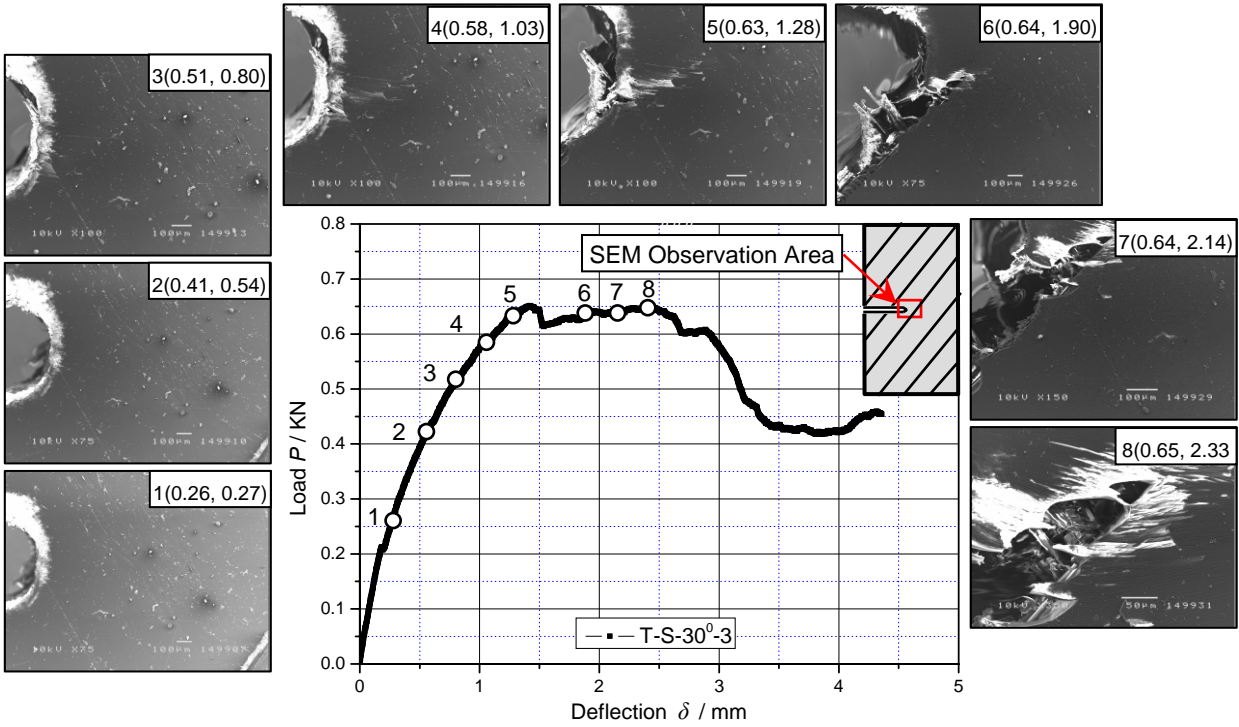 4(0.58, 1.03)
5(0.63, 1.28)
6(0.64, 1.90)
3(0.51, 0.80)
10kV X100 100μm 149916
10kV X100 100μm 149919
10kV X75 100μm 149926
10kV X100 100μm 149913
2(0.41, 0.54)
10kV X75 100μm 149910
1(0.26, 0.27)
X75 100μm
7(0.64, 2.14)
10kV X150 100μm 149929
8(0.65, 2.33
10kV 50μm 149931
SEM Observation Area
0.8
0.7
0.6
0.5
0.4
0.3
0.2
0.1
0.0
Load P / KN
1
2
3
4
5
6
7
8
T-S-30⁰-3
0
1
2
3
4
5
Deflection δ / mm